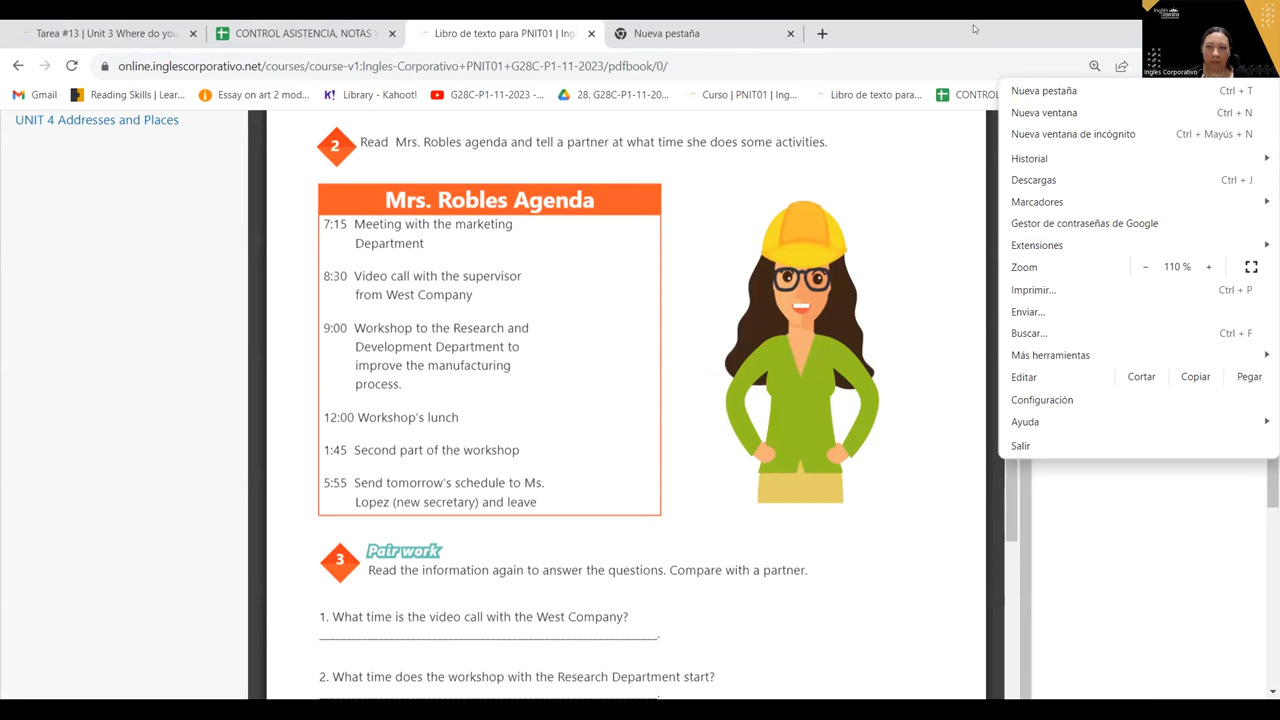 Tarea #13 | Unit 3 Where do you
CONTROL ASISTENCIA, NOTAS Y
Libro de texto para PNIT01 | Ing
Nueva pestaña
online.inglescorporativo.net/courses/course-v1:Ingles-Corporativo+PNIT01+G28C-P1-11-2023/pdfbook/0/
Gmail
Reading Skills | Lear...
Essay on art 2 mod...
Library - Kahoot!
G28C-P1-11-2023 -...
28. G28C-P1-11-20...
Curso | PNIT01 | Ing...
Libro de texto para...
CONTROL
Inglés
Corporativo
Ingles Corporativo
Nueva pestaña Ctrl + T
Nueva ventana Ctrl + N
Nueva ventana de incógnito Ctrl + Mayús + N
Historial
Descargas Ctrl + J
Marcadores
Gestor de contraseñas de Google
Extensiones
Zoom − 110 % +
Imprimir... Ctrl + P
Enviar...
Buscar... Ctrl + F
Más herramientas
Editar Cortar Copiar Pegar
Configuración
Ayuda
Salir
UNIT 4 Addresses and Places
2 Read Mrs. Robles agenda and tell a partner at what time she does some activities.
Mrs. Robles Agenda
7:15 Meeting with the marketing
Department
8:30 Video call with the supervisor
from West Company
9:00 Workshop to the Research and
Development Department to
improve the manufacturing
process.
12:00 Workshop's lunch
1:45 Second part of the workshop
5:55 Send tomorrow's schedule to Ms.
Lopez (new secretary) and leave
3 Pair work
Read the information again to answer the questions. Compare with a partner.
1. What time is the video call with the West Company?
______________________________.
2. What time does the workshop with the Research Department start?